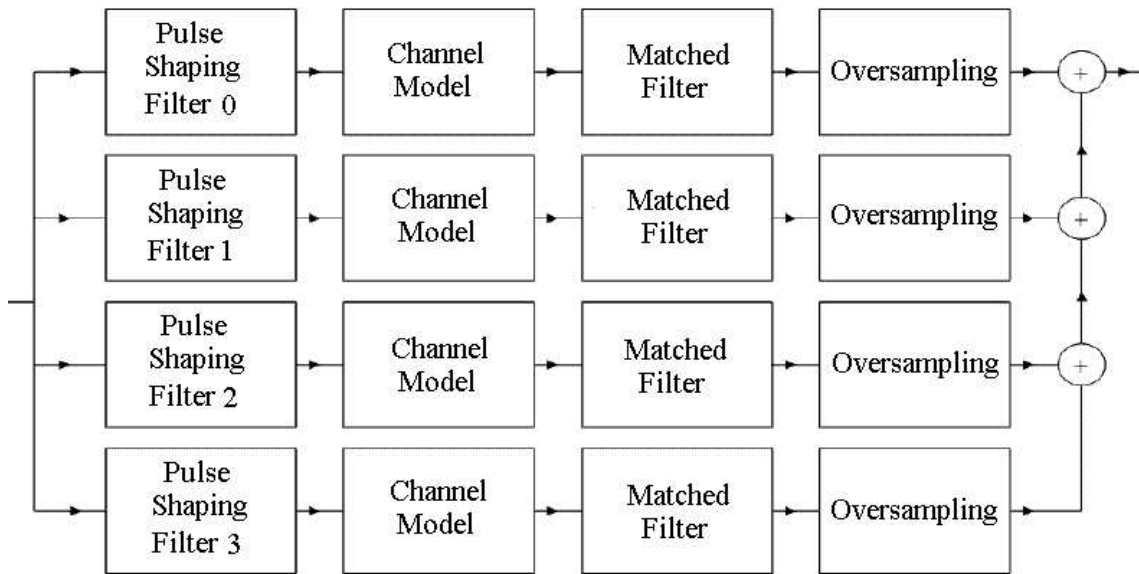 Pulse
Shaping
Filter 0
Channel
Model
Matched
Filter
Oversampling
+
Pulse
Shaping
Filter 1
Channel
Model
Matched
Filter
Oversampling
+
Pulse
Shaping
Filter 2
Channel
Model
Matched
Filter
Oversampling
+
Pulse
Shaping
Filter 3
Channel
Model
Matched
Filter
Oversampling